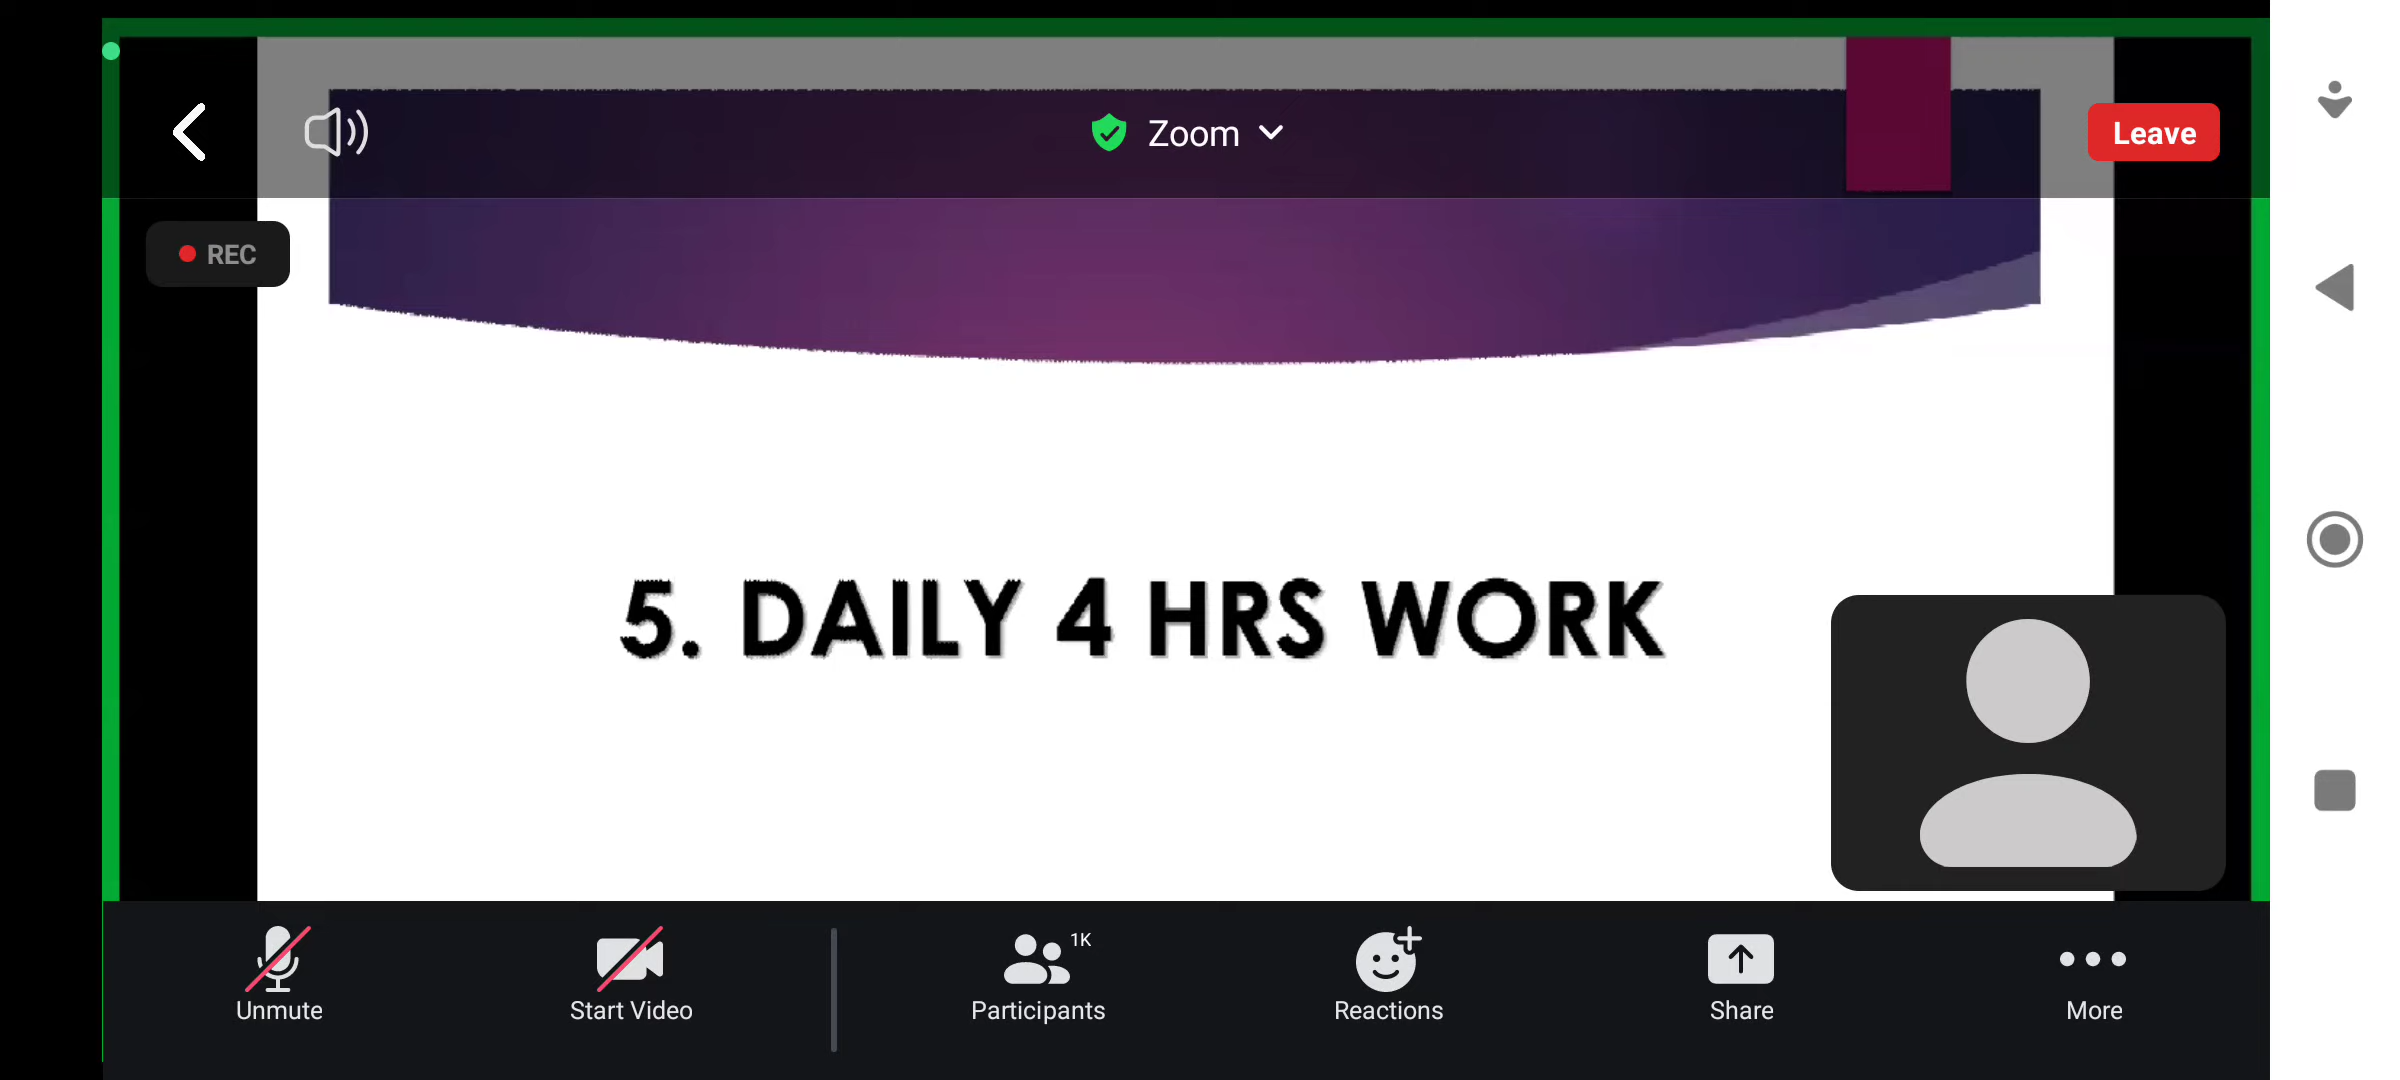 Zoom
Leave
REC
5. DAILY 4 HRS WORK
1K
Unmute
Start Video
Participants
Reactions
Share
More